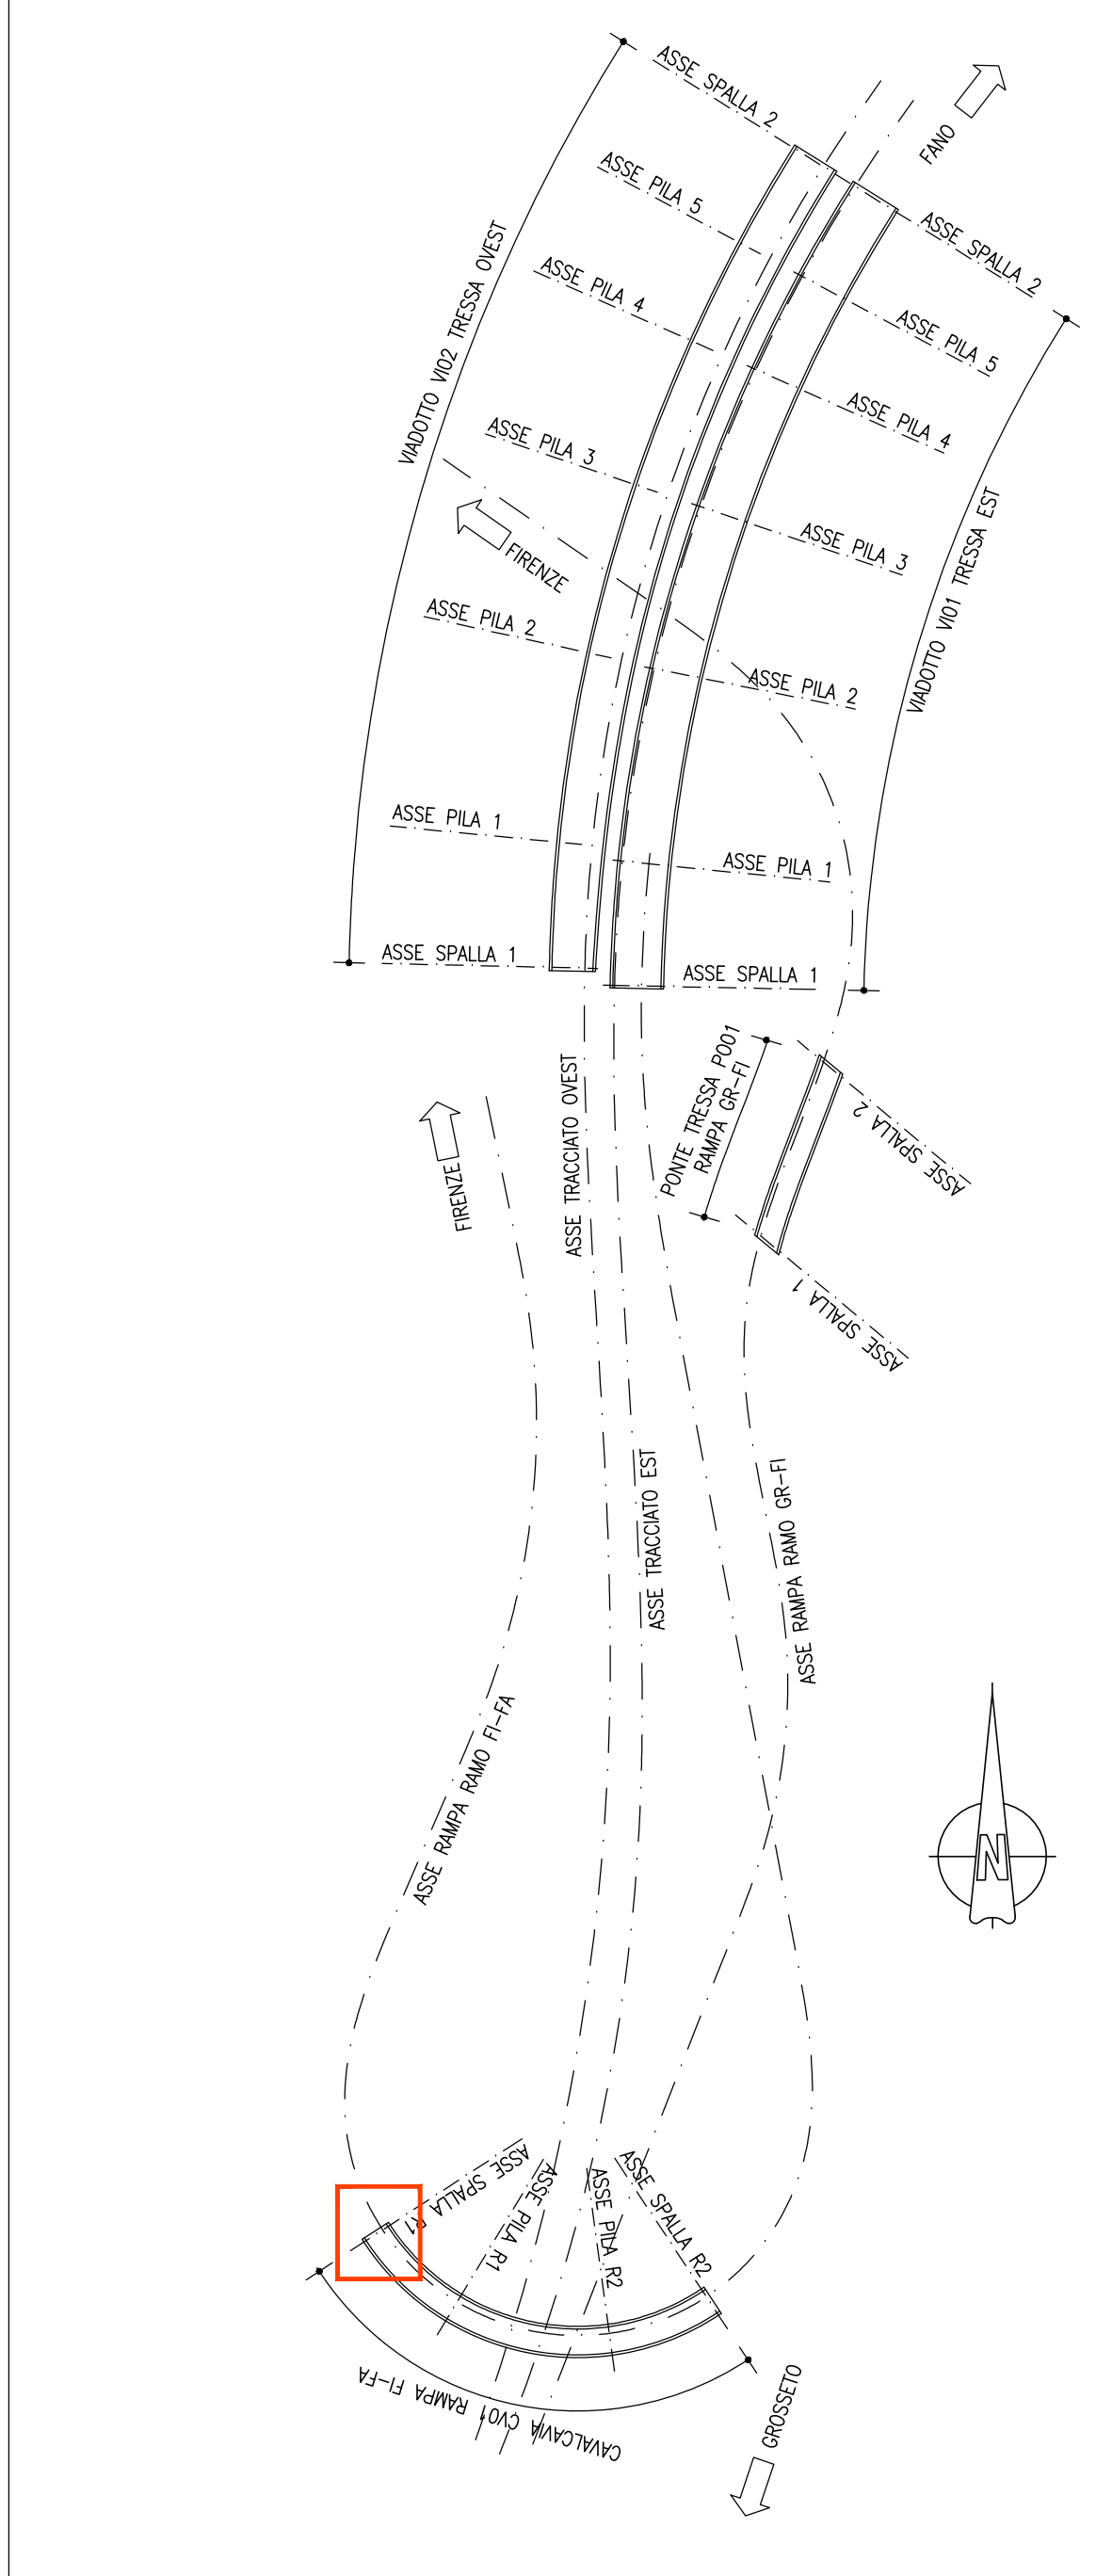 ASSE SPALLA 2
ASSE PILA 5
ASSE PILA 4
ASSE PILA 3
ASSE PILA 2
ASSE PILA 1
ASSE SPALLA 1
VIADOTTO VI02 TRESSA OVEST
FIRENZE
FANO
ASSE SPALLA 2
ASSE PILA 5
ASSE PILA 4
ASSE PILA 3
ASSE PILA 2
ASSE PILA 1
ASSE SPALLA 1
VIADOTTO VI01 TRESSA EST
PONTE TRESSA PO01
RAMPA GR-FI
ASSE SPALLA 2
ASSE SPALLA 1
FIRENZE
ASSE TRACCIATO OVEST
ASSE TRACCIATO EST
ASSE RAMPA RAMO GR-FI
ASSE RAMPA RAMO FI-FA
N
ASSE SPALLA R1
ASSE PILA R1
ASSE PILA R2
ASSE SPALLA R2
CAVALCAVIA CV01 RAMPA FI-FA
GROSSETO